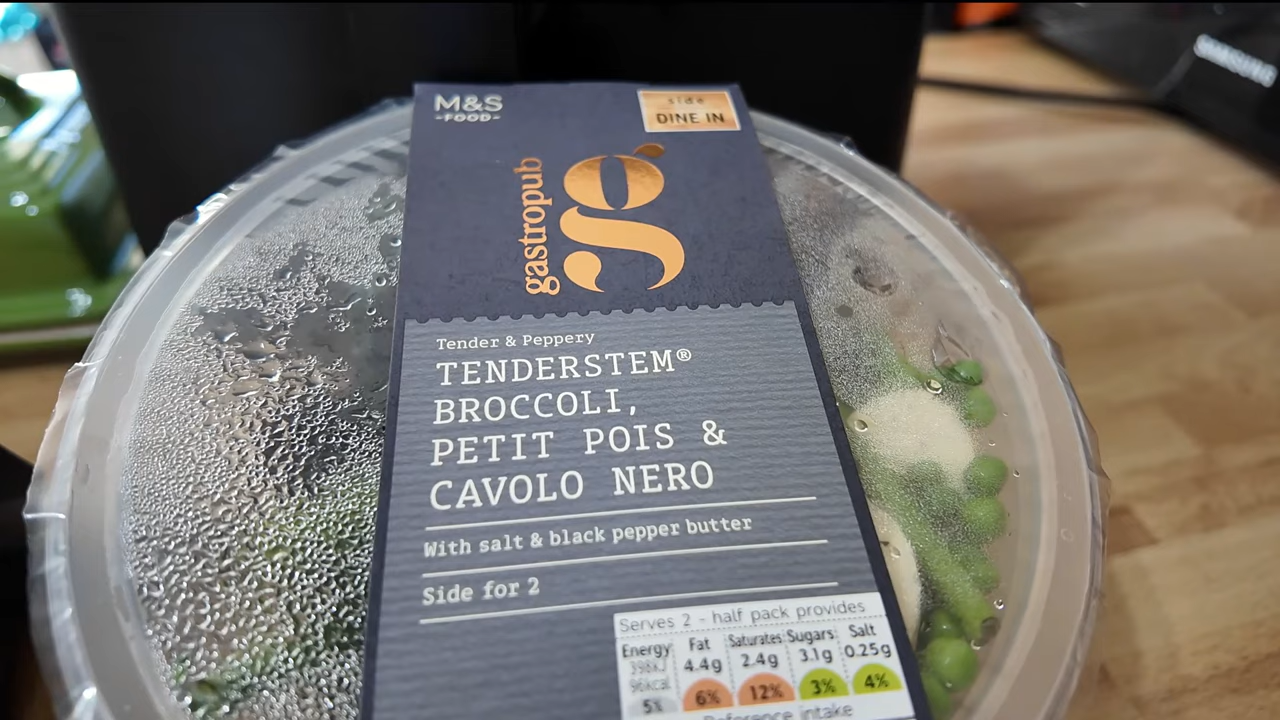 SAMSUNG
M&S
-FOOD-
side
DINE IN
gastropub
go
Tender & Peppery
TENDERSTEM®
BROCCOLI,
PETIT POIS &
CAVOLO NERO
With salt & black pepper butter
Side for 2
Serves 2 - half pack provides
Energy Fat Saturates Sugars Salt
398kJ 4.4g 2.4g 3.1g 0.25g
96kcal
5% 6% 12% 3% 4%
Reference intake